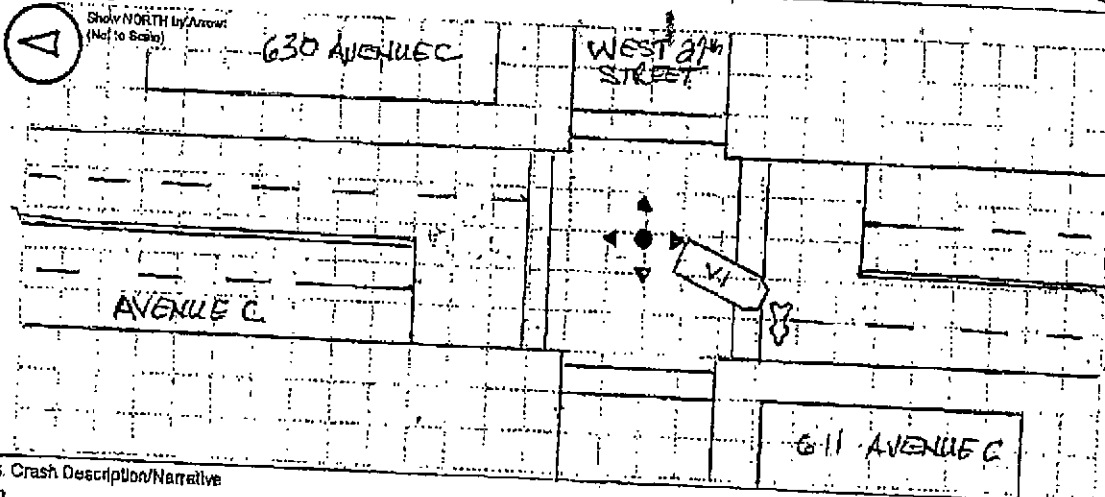 Show NORTH by Arrow
(Not to Scale)
630 AVENUE C
WEST 27th
STREET
V1
AVENUE C
611 AVENUE C
. Crash Description/Narrative